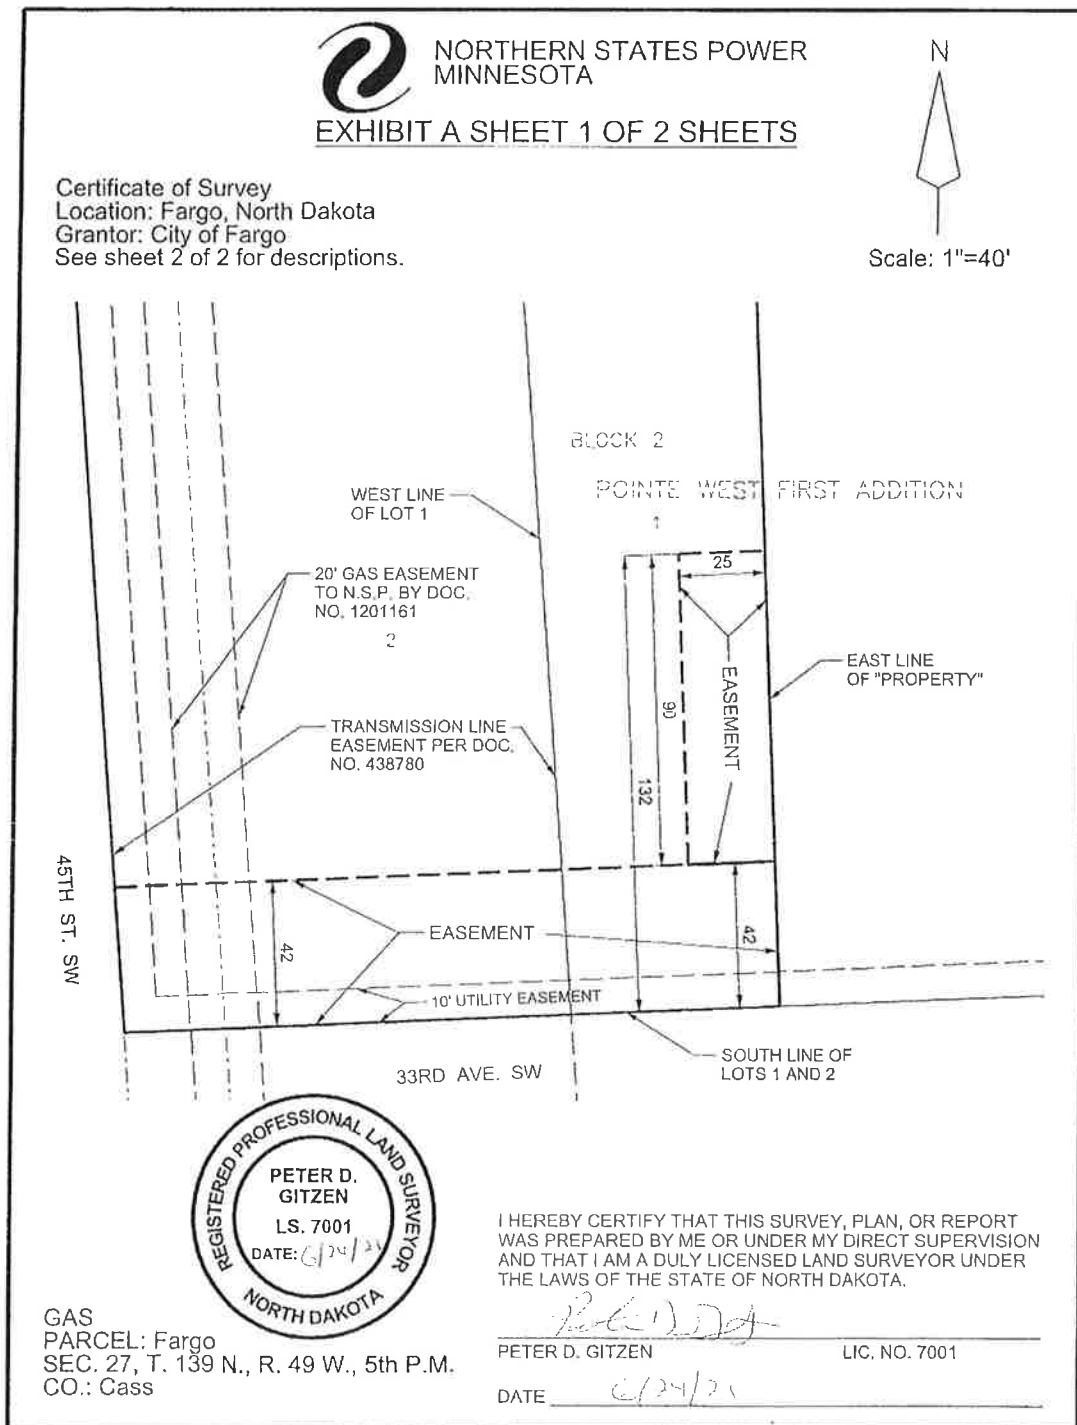 NORTHERN STATES POWER
MINNESOTA
EXHIBIT A SHEET 1 OF 2 SHEETS
N
Certificate of Survey
Location: Fargo, North Dakota
Grantor: City of Fargo
See sheet 2 of 2 for descriptions.
Scale: 1"=40'
BLOCK 2
POINTE WEST FIRST ADDITION
1
WEST LINE
OF LOT 1
25
20' GAS EASEMENT
TO N.S.P. BY DOC.
NO. 1201161
2
EAST LINE
OF "PROPERTY"
EASEMENT
90
132
TRANSMISSION LINE
EASEMENT PER DOC.
NO. 438780
45TH ST. SW
42
EASEMENT
42
10' UTILITY EASEMENT
33RD AVE. SW
SOUTH LINE OF
LOTS 1 AND 2
REGISTERED PROFESSIONAL LAND SURVEYOR
PETER D.
GITZEN
LS. 7001
DATE: 6/24/21
NORTH DAKOTA
I HEREBY CERTIFY THAT THIS SURVEY, PLAN, OR REPORT
WAS PREPARED BY ME OR UNDER MY DIRECT SUPERVISION
AND THAT I AM A DULY LICENSED LAND SURVEYOR UNDER
THE LAWS OF THE STATE OF NORTH DAKOTA.
PETER D. GITZEN LIC. NO. 7001
DATE 6/24/21
GAS
PARCEL: Fargo
SEC. 27, T. 139 N., R. 49 W., 5th P.M.
CO.: Cass